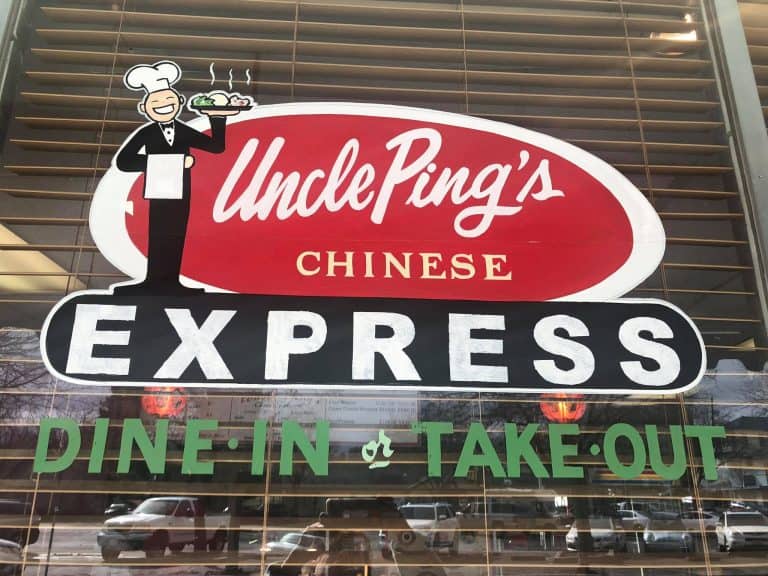 Uncle Ping's
CHINESE
EXPRESS
DINE·IN or TAKE·OUT